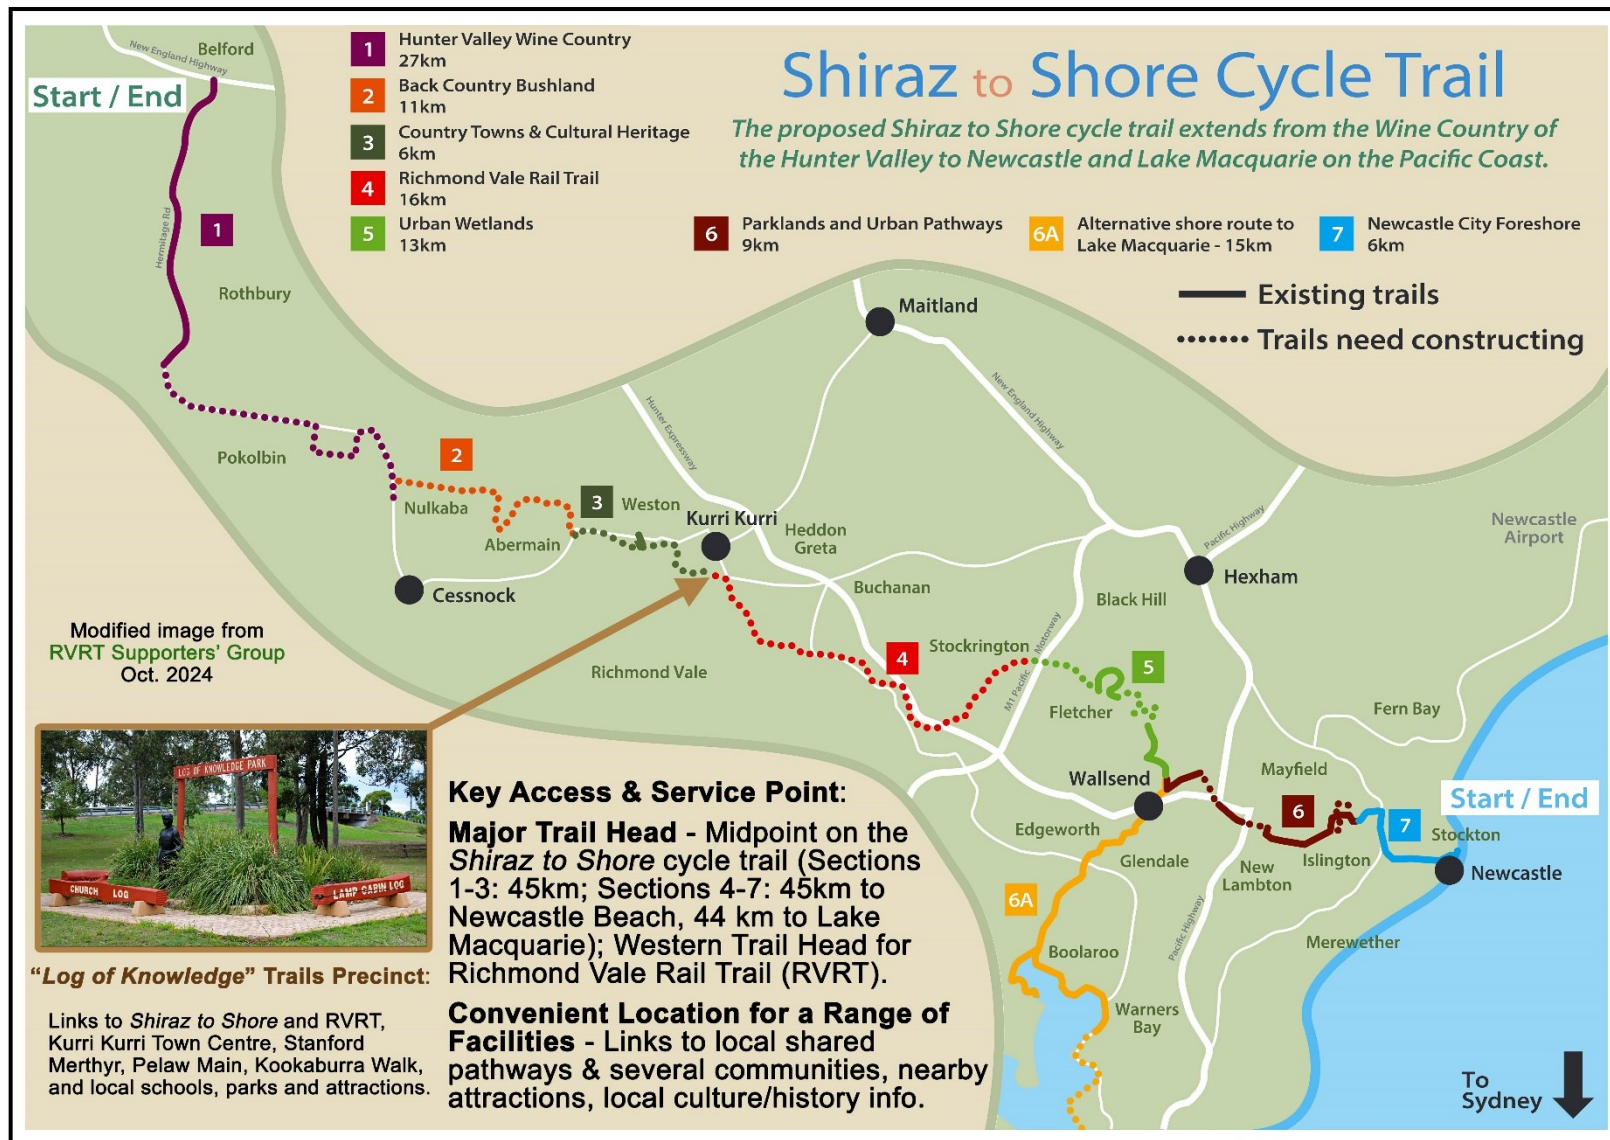 Shiraz to Shore Cycle Trail
The proposed Shiraz to Shore cycle trail extends from the Wine Country of
the Hunter Valley to Newcastle and Lake Macquarie on the Pacific Coast.
1 Hunter Valley Wine Country
27km
2 Back Country Bushland
11km
3 Country Towns & Cultural Heritage
6km
4 Richmond Vale Rail Trail
16km
5 Urban Wetlands
13km
6 Parklands and Urban Pathways
9km
6A Alternative shore route to
Lake Macquarie - 15km
7 Newcastle City Foreshore
6km
Existing trails
Trails need constructing
New England Highway
Belford
Start / End
1
Hermitage Rd
Rothbury
Maitland
New England Highway
Hunter Expressway
Pokolbin
2
Nulkaba
3
Weston
Kurri Kurri
Abermain
Heddon
Greta
Pacific Highway
Newcastle
Airport
Cessnock
Buchanan
Hexham
Black Hill
Richmond Vale
Stockrington
4
M1 Pacific Motorway
5
Fletcher
Fern Bay
Wallsend
Mayfield
Start / End
Edgeworth
6
7
Stockton
Glendale
Islington
New
Lambton
Newcastle
6A
Pacific Highway
Merewether
Boolaroo
Warners
Bay
To
Sydney
Modified image from
RVRT Supporters' Group
Oct. 2024
LOG OF KNOWLEDGE PARK
CHURCH LOG
LAMP CABIN LOG
“Log of Knowledge” Trails Precinct:
Links to Shiraz to Shore and RVRT,
Kurri Kurri Town Centre, Stanford
Merthyr, Pelaw Main, Kookaburra Walk,
and local schools, parks and attractions.
Key Access & Service Point:
Major Trail Head - Midpoint on the
Shiraz to Shore cycle trail (Sections
1-3: 45km; Sections 4-7: 45km to
Newcastle Beach, 44 km to Lake
Macquarie); Western Trail Head for
Richmond Vale Rail Trail (RVRT).
Convenient Location for a Range of
Facilities - Links to local shared
pathways & several communities, nearby
attractions, local culture/history info.